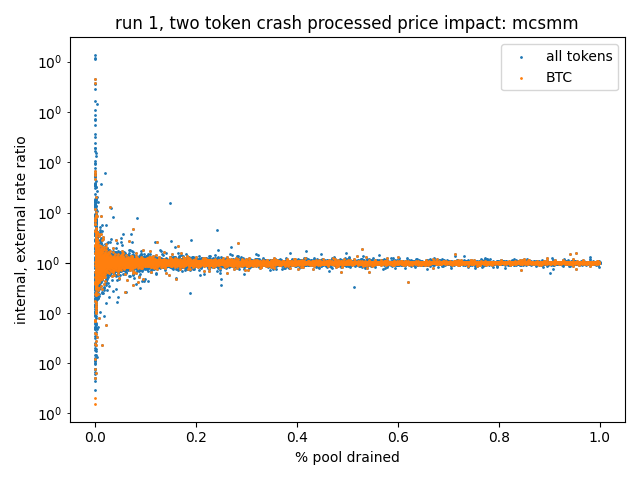 run 1, two token crash processed price impact: mcsmm
all tokens
BTC
internal, external rate ratio
10⁰
10⁰
10⁰
10⁰
10⁰
10⁰
10⁰
10⁰
0.0 0.2 0.4 0.6 0.8 1.0
% pool drained